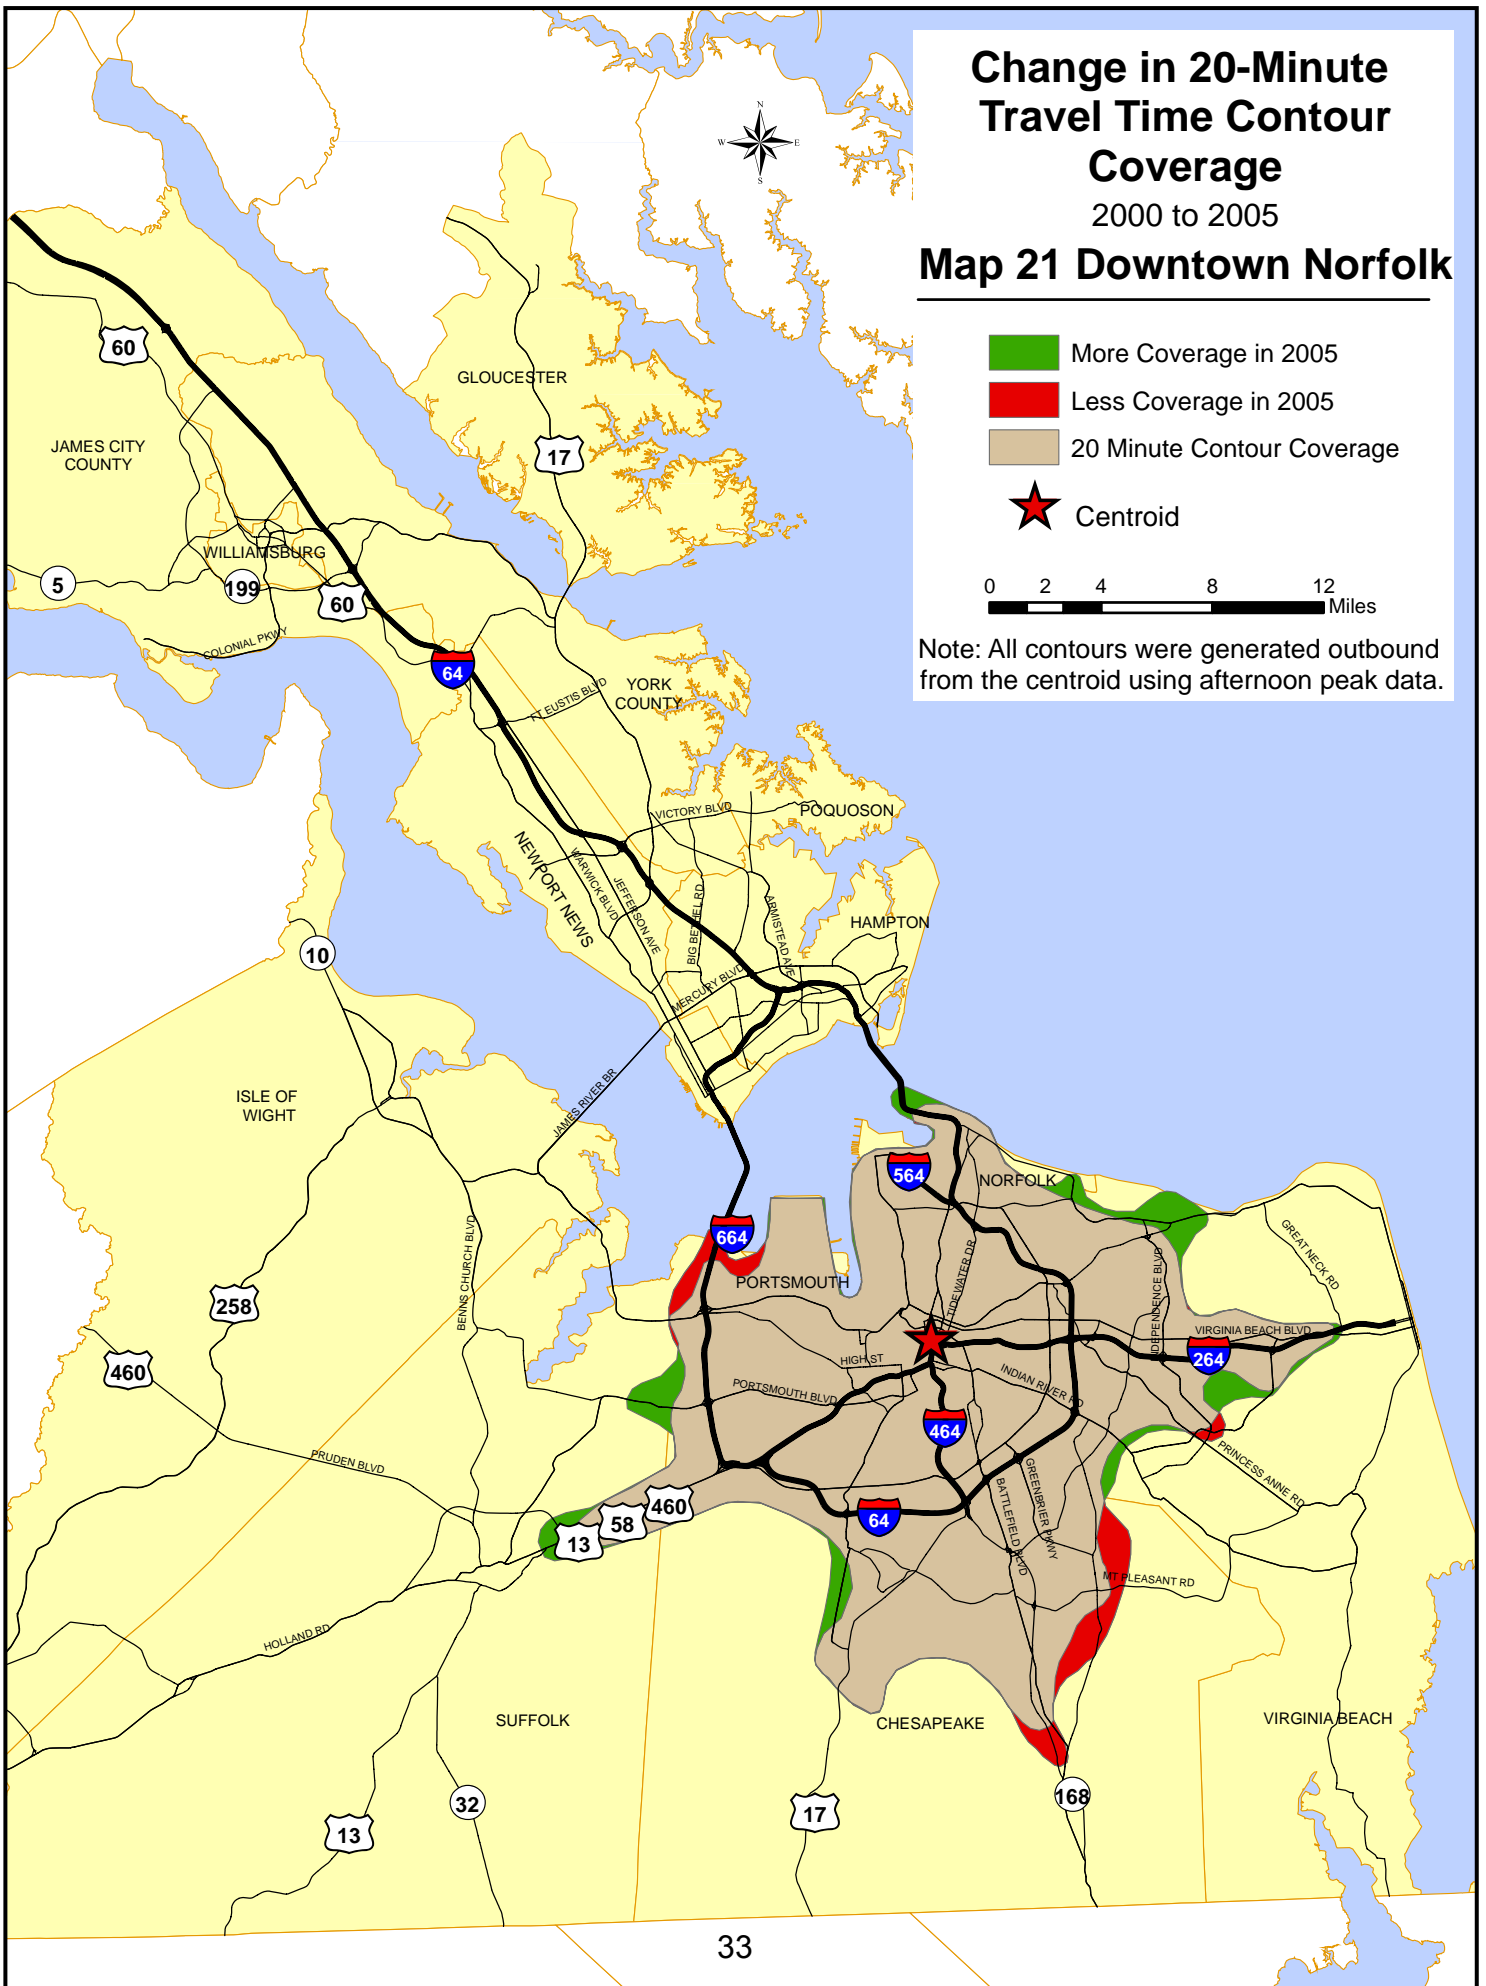 Change in 20-Minute
Travel Time Contour
Coverage
2000 to 2005
Map 21 Downtown Norfolk
More Coverage in 2005
Less Coverage in 2005
20 Minute Contour Coverage
Centroid
0 2 4 8 12
Miles
Note: All contours were generated outbound
from the centroid using afternoon peak data.
N
W E
S
60
GLOUCESTER
JAMES CITY
COUNTY
17
WILLIAMSBURG
5
199
60
COLONIAL PKWY
64
FT EUSTIS BLVD
YORK
COUNTY
VICTORY BLVD
POQUOSON
NEWPORT NEWS
WARWICK BLVD
JEFFERSON AVE
BIG BETHEL RD
ARMISTEAD AVE
HAMPTON
MERCURY BLVD
10
ISLE OF
WIGHT
JAMES RIVER BR
564
NORFOLK
664
PORTSMOUTH
TIDEWATER DR
INDEPENDENCE BLVD
GREAT NECK RD
BENNS CHURCH BLVD
258
VIRGINIA BEACH BLVD
264
460
HIGH ST
PORTSMOUTH BLVD
INDIAN RIVER RD
464
PRUDEN BLVD
PRINCESS ANNE RD
460
58
13
64
BATTLEFIELD BLVD
GREENBRIER PKWY
MT PLEASANT RD
HOLLAND RD
SUFFOLK
CHESAPEAKE
VIRGINIA BEACH
32
168
17
13
33